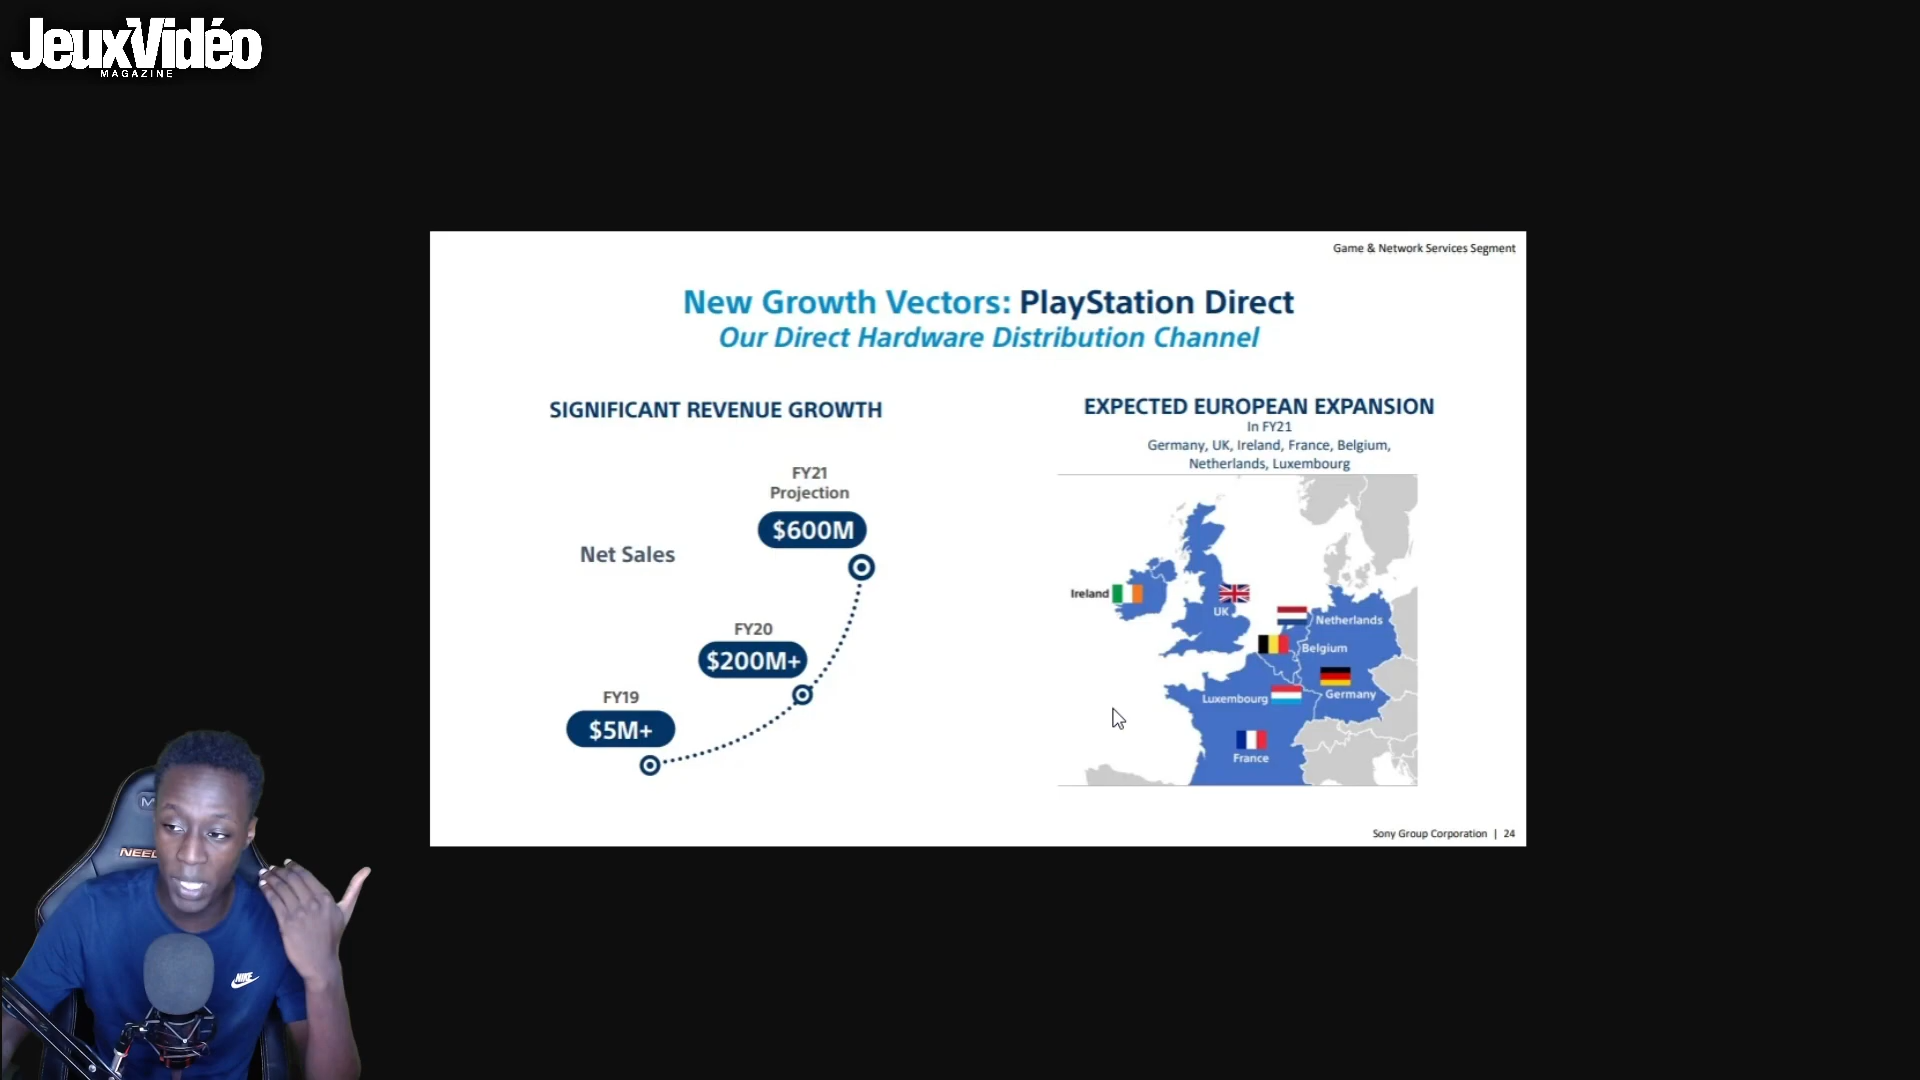 JeuxVidéo
MAGAZINE
Game & Network Services Segment
New Growth Vectors: PlayStation Direct
Our Direct Hardware Distribution Channel
SIGNIFICANT REVENUE GROWTH
FY21
Projection
$600M
Net Sales
FY20
$200M+
FY19
$5M+
EXPECTED EUROPEAN EXPANSION
In FY21
Germany, UK, Ireland, France, Belgium,
Netherlands, Luxembourg
Ireland
UK
Netherlands
Belgium
Luxembourg
Germany
France
Sony Group Corporation | 24
NIKE